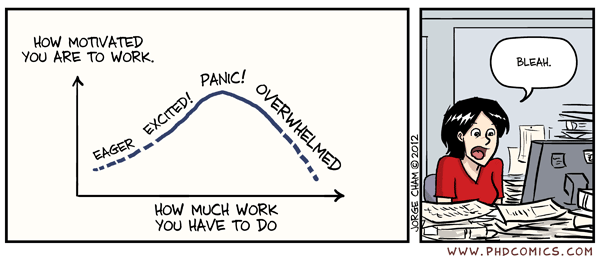 HOW MOTIVATED
YOU ARE TO WORK.
EAGER
EXCITED!
PANIC!
OVERWHELMED
HOW MUCH WORK
YOU HAVE TO DO
BLEAH.
JORGE CHAM © 2012
WWW.PHDCOMICS.COM